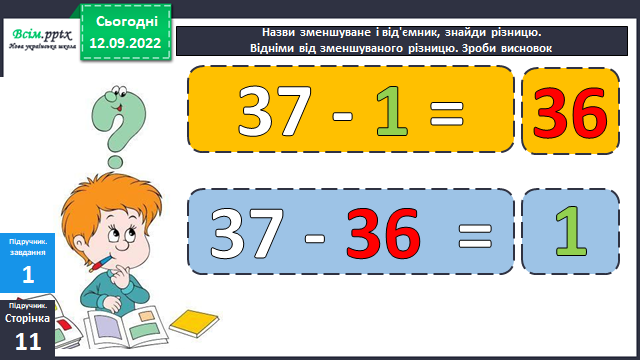 Всім.pptx
Нова українська школа
Сьогодні
12.09.2022
Назви зменшуване і від'ємник, знайди різницю.
Відніми від зменшуваного різницю. Зроби висновок
37 - 1 = 36
37 - 36 = 1
Підручник.
завдання
1
Підручник.
Сторінка
11